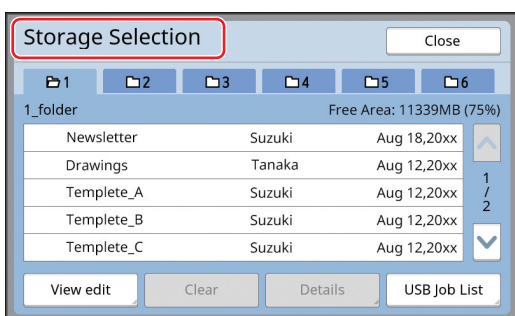 Storage Selection
Close
1 2 3 4 5 6
1_folder Free Area: 11339MB (75%)
Newsletter Suzuki Aug 18,20xx
Drawings Tanaka Aug 12,20xx
Templete_A Suzuki Aug 12,20xx
Templete_B Suzuki Aug 12,20xx
Templete_C Suzuki Aug 12,20xx
1
/
2
View edit Clear Details USB Job List